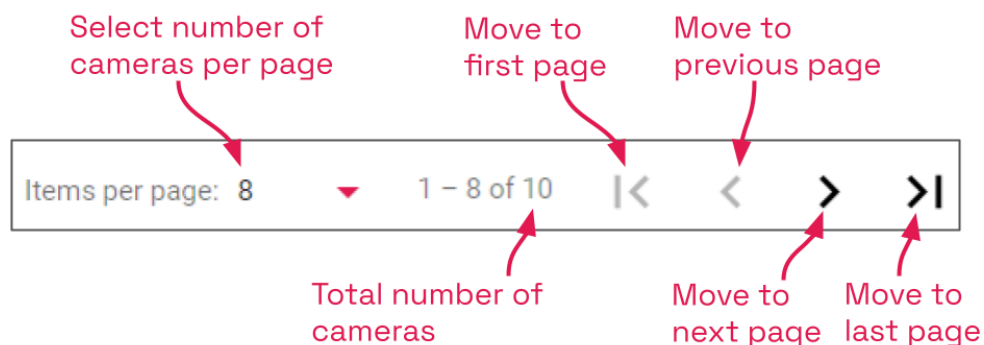 Select number of
cameras per page
Move to
first page
Move to
previous page
Items per page: 8
1 – 8 of 10
Total number of
cameras
Move to
next page
Move to
last page